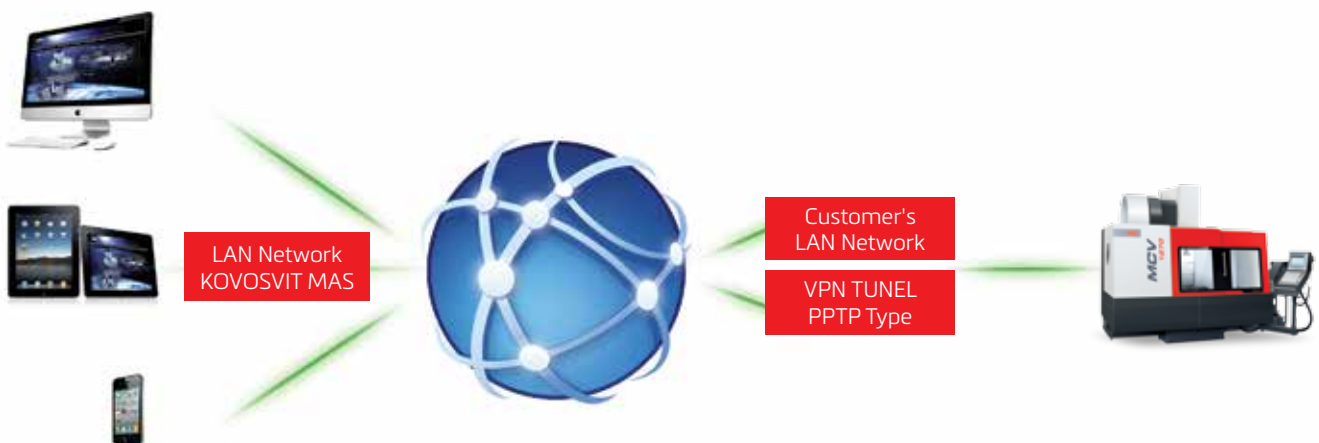 LAN Network
KOVOSVIT MAS
Customer's
LAN Network
VPN TUNEL
PPTP Type
MCV